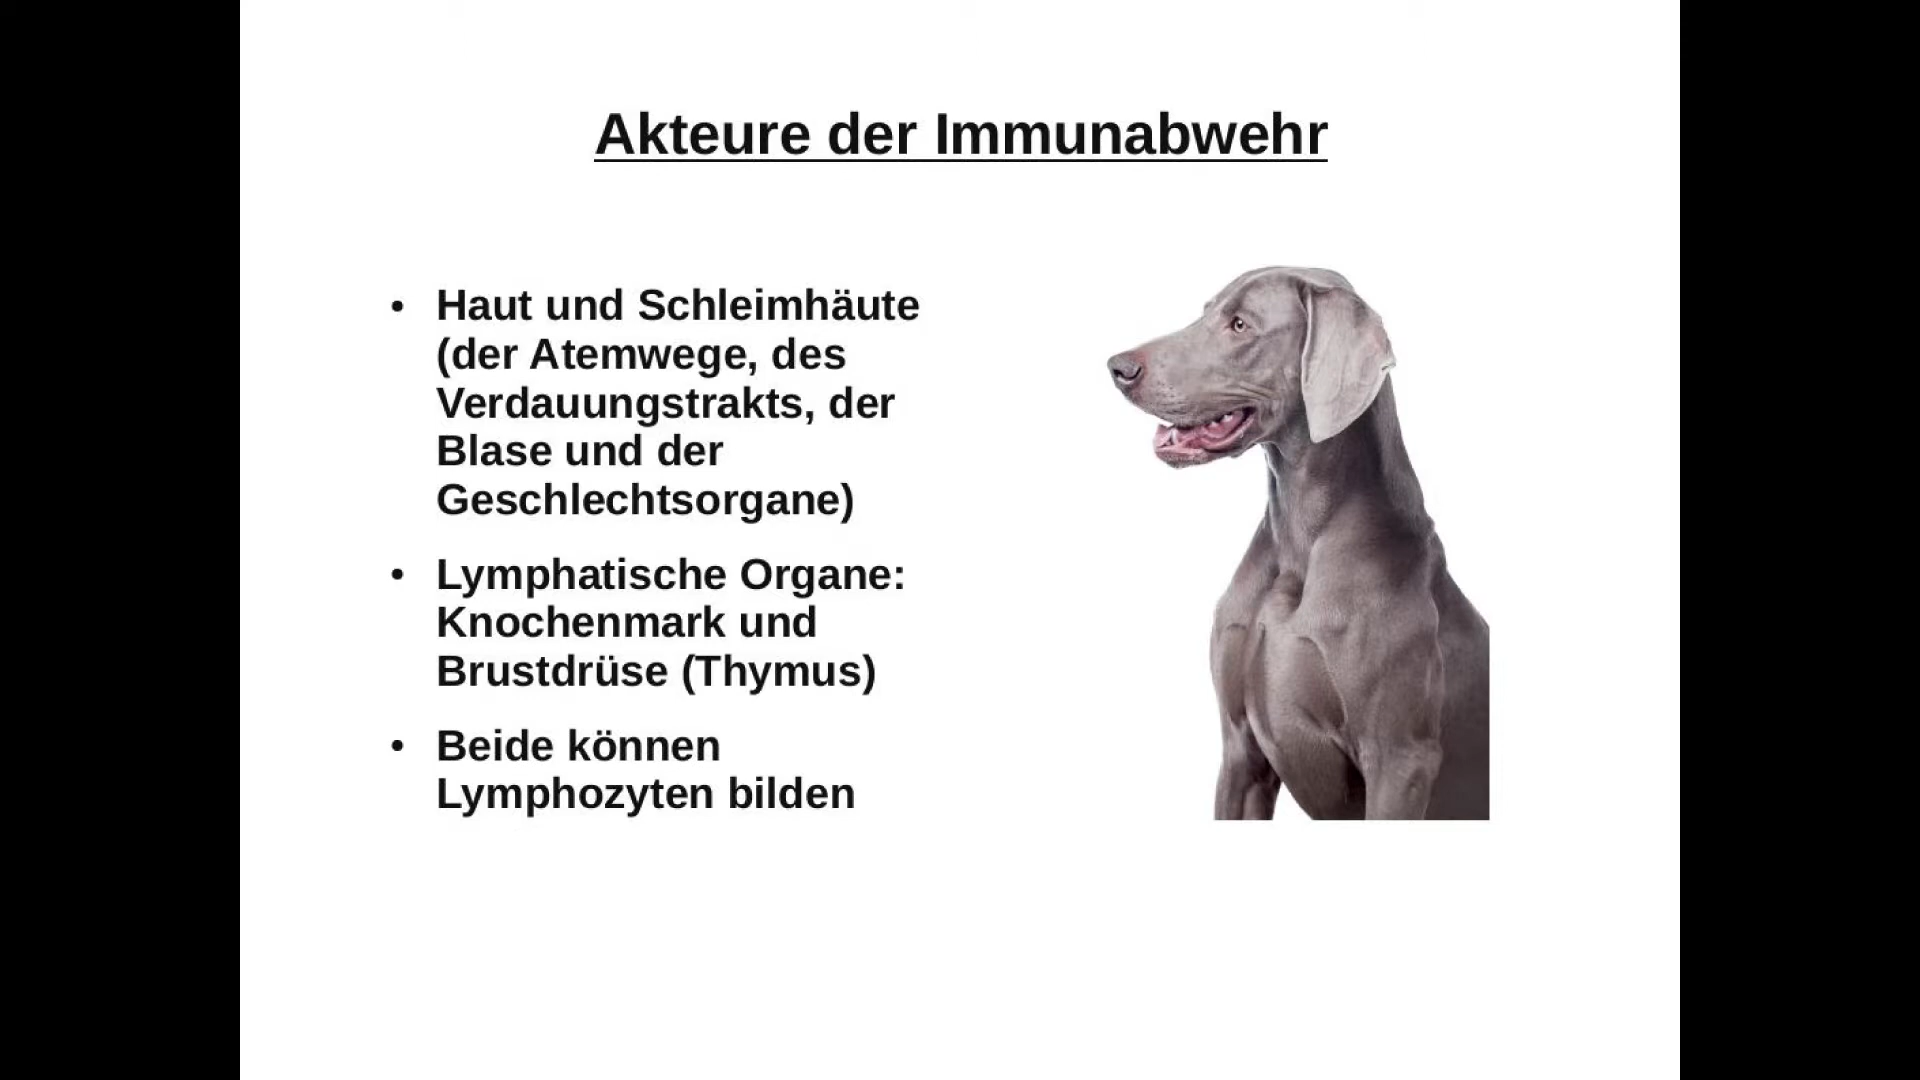 Akteure der Immunabwehr
• Haut und Schleimhäute
(der Atemwege, des
Verdauungstrakts, der
Blase und der
Geschlechtsorgane)
• Lymphatische Organe:
Knochenmark und
Brustdrüse (Thymus)
• Beide können
Lymphozyten bilden